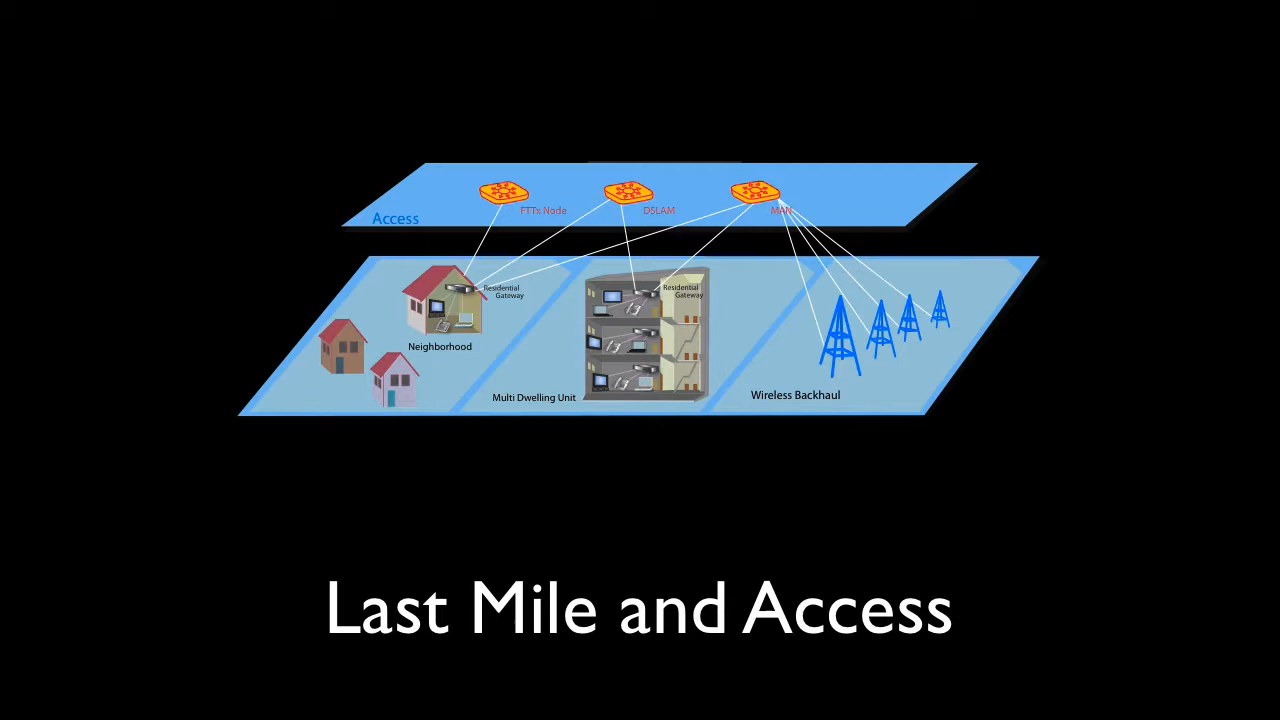 FTTx Node
DSLAM
MAN
Access
Residential
Gateway
Residential
Gateway
Neighborhood
Multi Dwelling Unit
Wireless Backhaul
Last Mile and Access